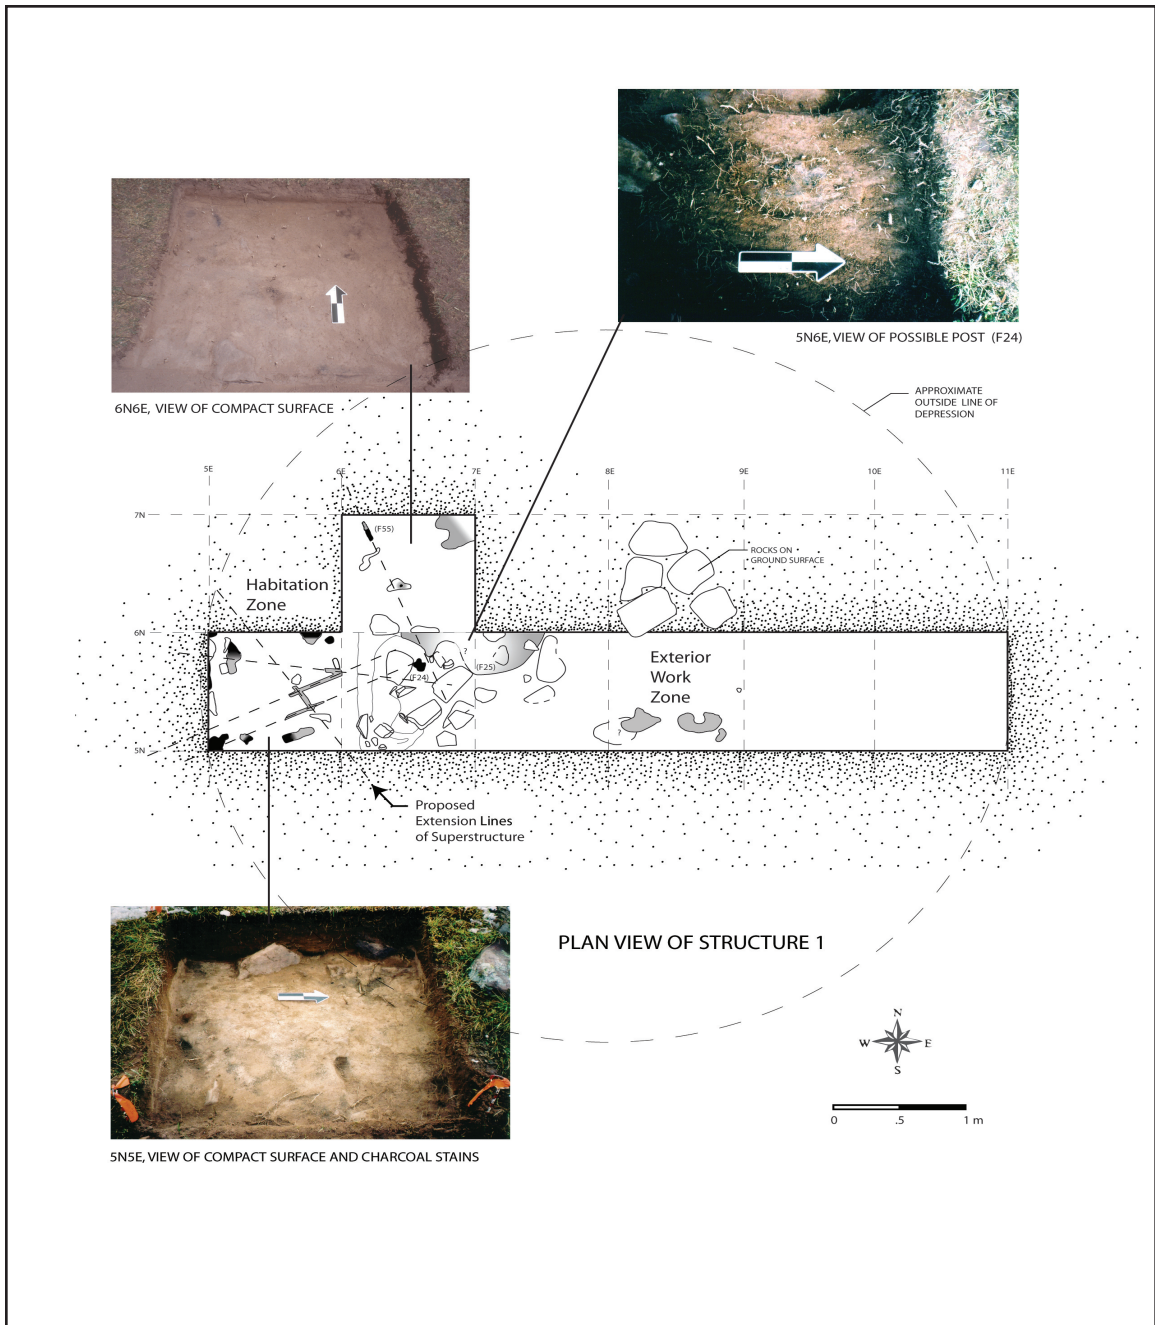 5N6E, VIEW OF POSSIBLE POST (F24)
6N6E, VIEW OF COMPACT SURFACE
APPROXIMATE
OUTSIDE LINE OF
DEPRESSION
5E
6E
7E
8E
9E
10E
11E
7N
(F55)
ROCKS ON
GROUND SURFACE
Habitation
Zone
6N
?
(F25)
(F24)
Exterior
Work
Zone
?
5N
Proposed
Extension Lines
of Superstructure
PLAN VIEW OF STRUCTURE 1
N
W E
S
0 .5 1 m
5N5E, VIEW OF COMPACT SURFACE AND CHARCOAL STAINS